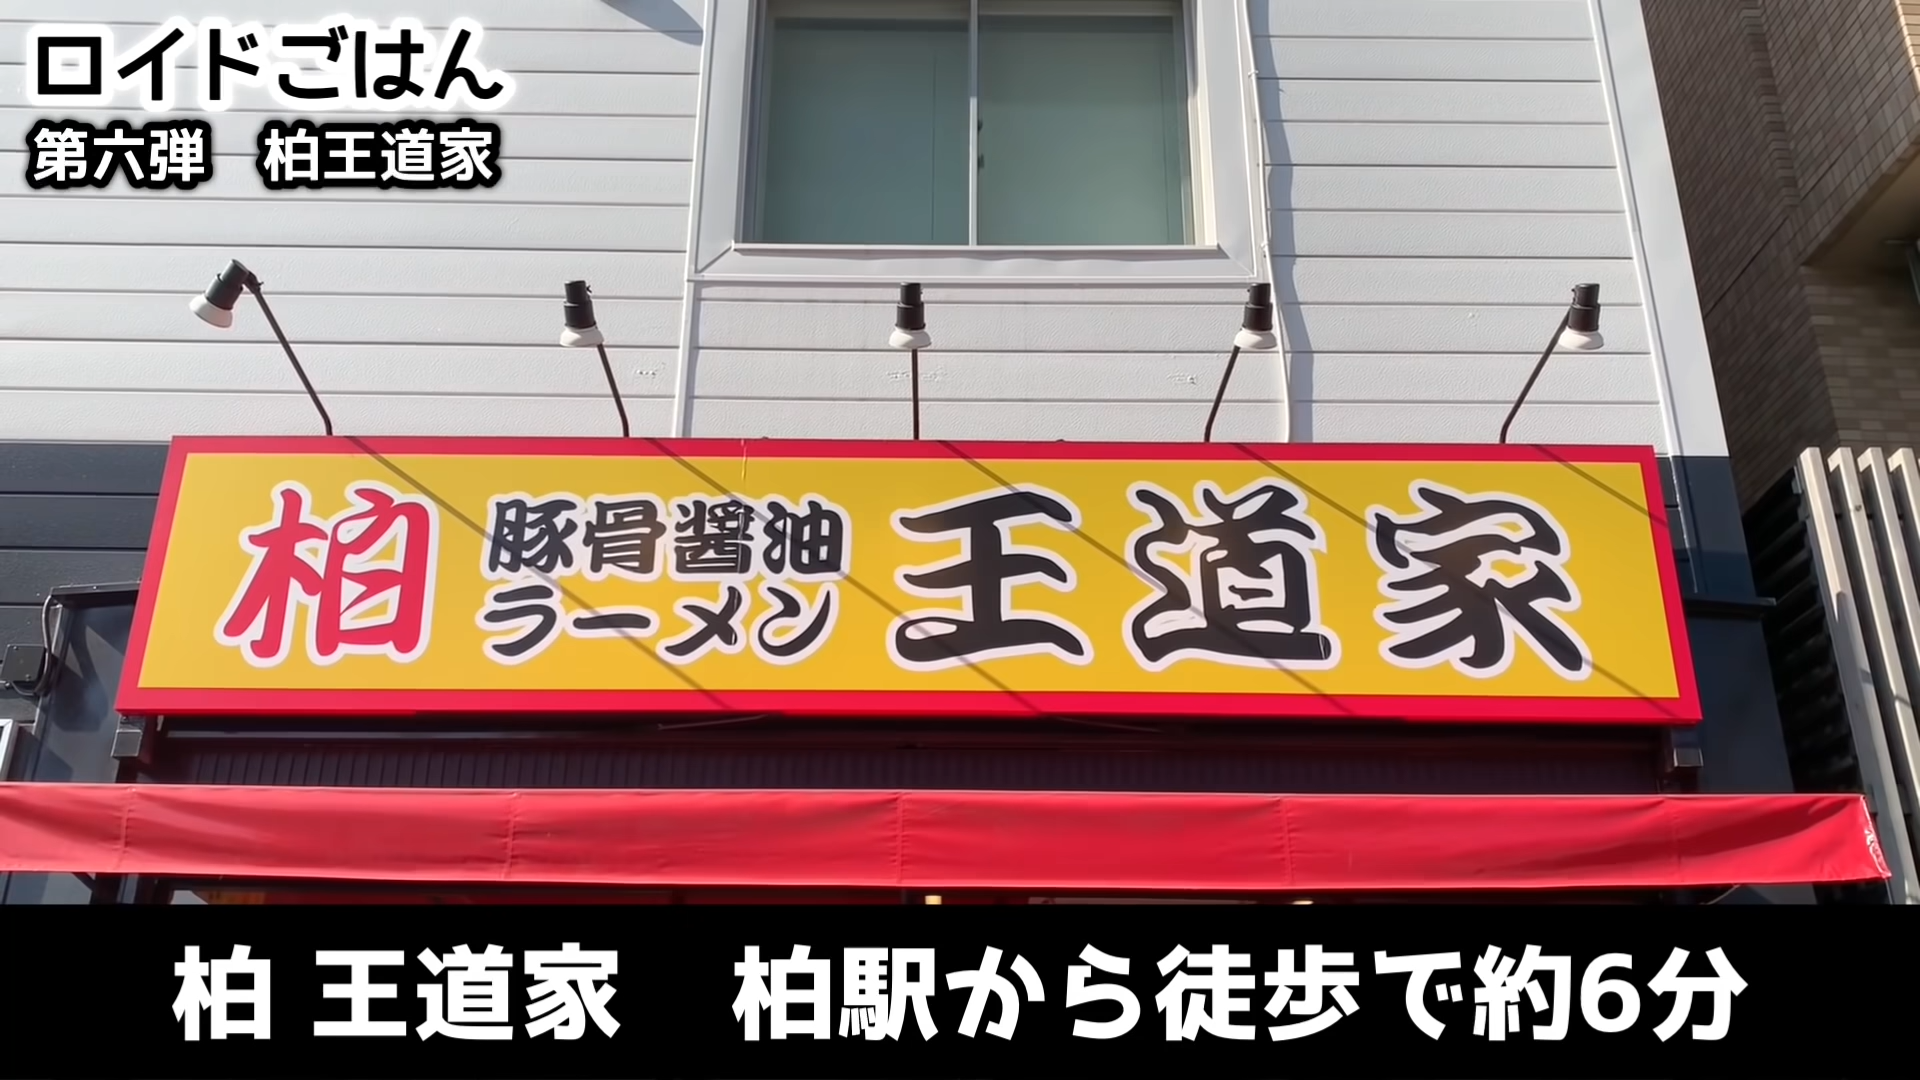 ロイドごはん
第六弾　柏王道家
柏 豚骨醤油 王道家
ラーメン
柏 王道家　柏駅から徒歩で約6分